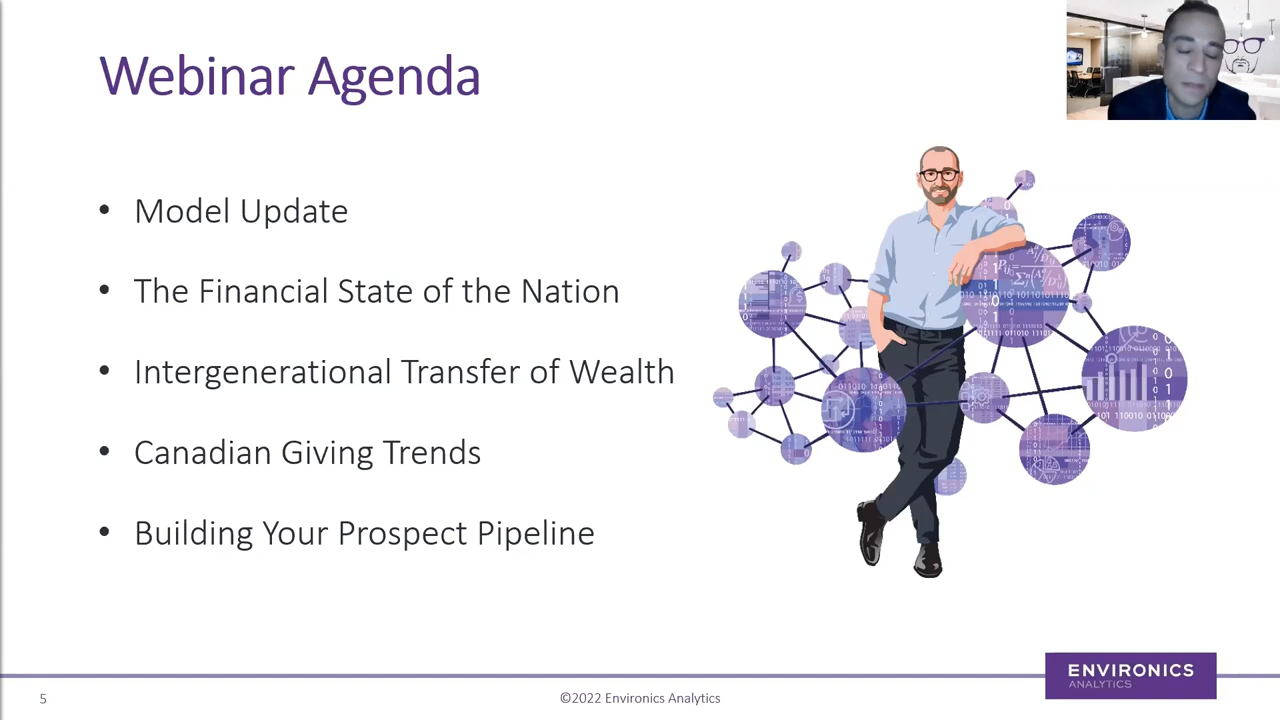 Webinar Agenda
• Model Update
• The Financial State of the Nation
• Intergenerational Transfer of Wealth
• Canadian Giving Trends
• Building Your Prospect Pipeline
5
©2022 Environics Analytics
ENVIRONICS
ANALYTICS